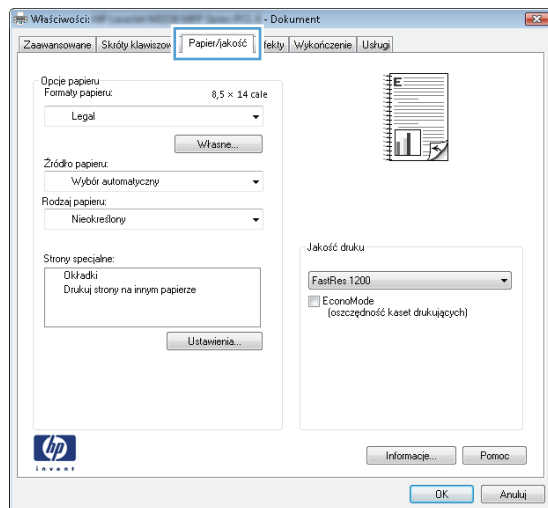 Właściwości: - Dokument
Zaawansowane Skróty klawiszow Papier/jakość fekty Wykończenie Usługi
Opcje papieru
Formaty papieru: 8,5 × 14 cale
Legal
Własne...
Źródło papieru:
Wybór automatyczny
Rodzaj papieru:
Nieokreślony
Strony specjalne:
Okładki
Drukuj strony na innym papierze
Ustawienia...
E
Jakość druku
FastRes 1200
EconoMode
(oszczędność kaset drukujących)
hp
invent
Informacje... Pomoc
OK Anuluj